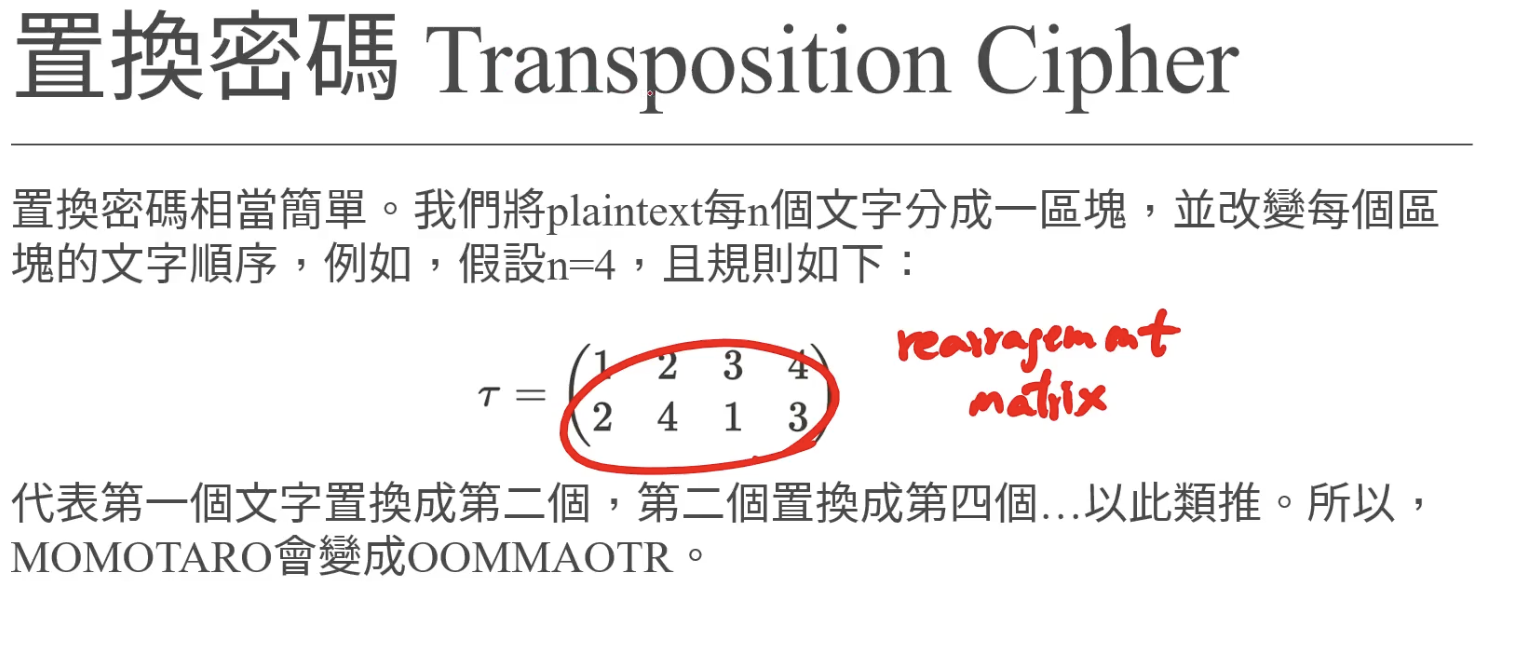 置換密碼 Transposition Cipher
置換密碼相當簡單。我們將plaintext每n個文字分成一區塊，並改變每個區
塊的文字順序，例如，假設n=4，且規則如下：
τ = (1 2 3 4
2 4 1 3)
rearragement
matrix
代表第一個文字置換成第二個，第二個置換成第四個…以此類推。所以，
MOMOTARO會變成OOMMAOTR。